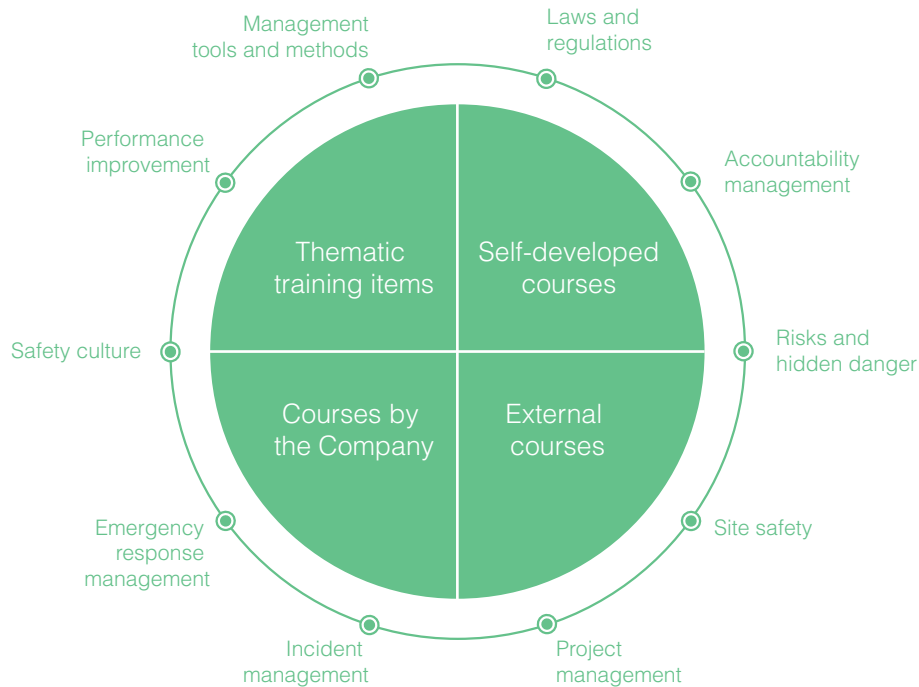 Management
tools and methods
Laws and
regulations
Performance
improvement
Accountability
management
Thematic
training items
Self-developed
courses
Safety culture
Risks and
hidden danger
Courses by
the Company
External
courses
Emergency
response
management
Site safety
Incident
management
Project
management